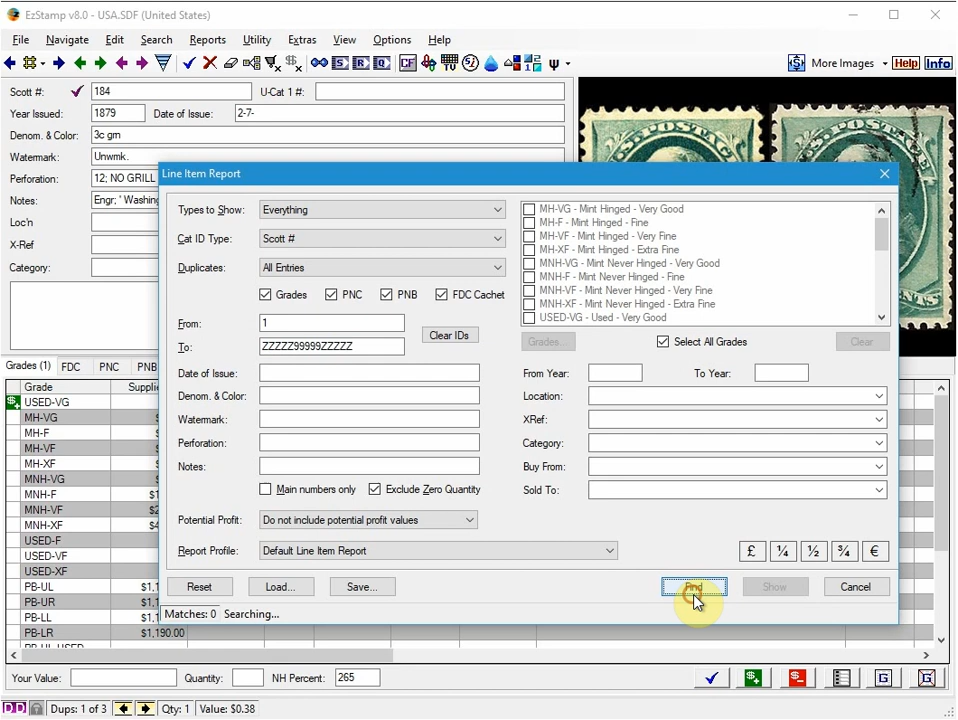 EzStamp v8.0 - USA.SDF (United States)
File Navigate Edit Search Reports Utility Extras View Options Help
CF TV More Images Help Info
Scott #: 184 U-Cat 1 #:
Year Issued: 1879 Date of Issue: 2-7-
Denom. & Color: 3c gm
Watermark: Unwmk.
Perforation: 12; NO GRILL
Notes: Engr; ' Washing
Loc'n
X-Ref
Category:
U.S. POSTAGE
Line Item Report
Types to Show: Everything
Cat ID Type: Scott #
Duplicates: All Entries
Grades PNC PNB FDC Cachet
From: 1
To: ZZZZZ99999ZZZZZ
Clear IDs
Date of Issue:
Denom. & Color:
Watermark:
Perforation:
Notes:
Main numbers only Exclude Zero Quantity
Potential Profit: Do not include potential profit values
Report Profile: Default Line Item Report
MH-VG - Mint Hinged - Very Good
MH-F - Mint Hinged - Fine
MH-VF - Mint Hinged - Very Fine
MH-XF - Mint Hinged - Extra Fine
MNH-VG - Mint Never Hinged - Very Good
MNH-F - Mint Never Hinged - Fine
MNH-VF - Mint Never Hinged - Very Fine
MNH-XF - Mint Never Hinged - Extra Fine
USED-VG - Used - Very Good
Grades... Select All Grades Clear
From Year: To Year:
Location:
XRef:
Category:
Buy From:
Sold To:
£ ¼ ½ ¾ €
Reset Load... Save... Find Show Cancel
Matches: 0 Searching...
Grades (1) FDC PNC PNB
Grade
USED-VG
MH-VG
MH-F
MH-VF
MH-XF
MNH-VG
MNH-F
MNH-VF
MNH-XF
USED-F
USED-VF
USED-XF
PB-UL
PB-UR
PB-LL
PB-LR $1,190.00
PB-UL-USED
Your Value: Quantity: NH Percent: 265
DD Dups: 1 of 3 Qty: 1 Value: $0.38